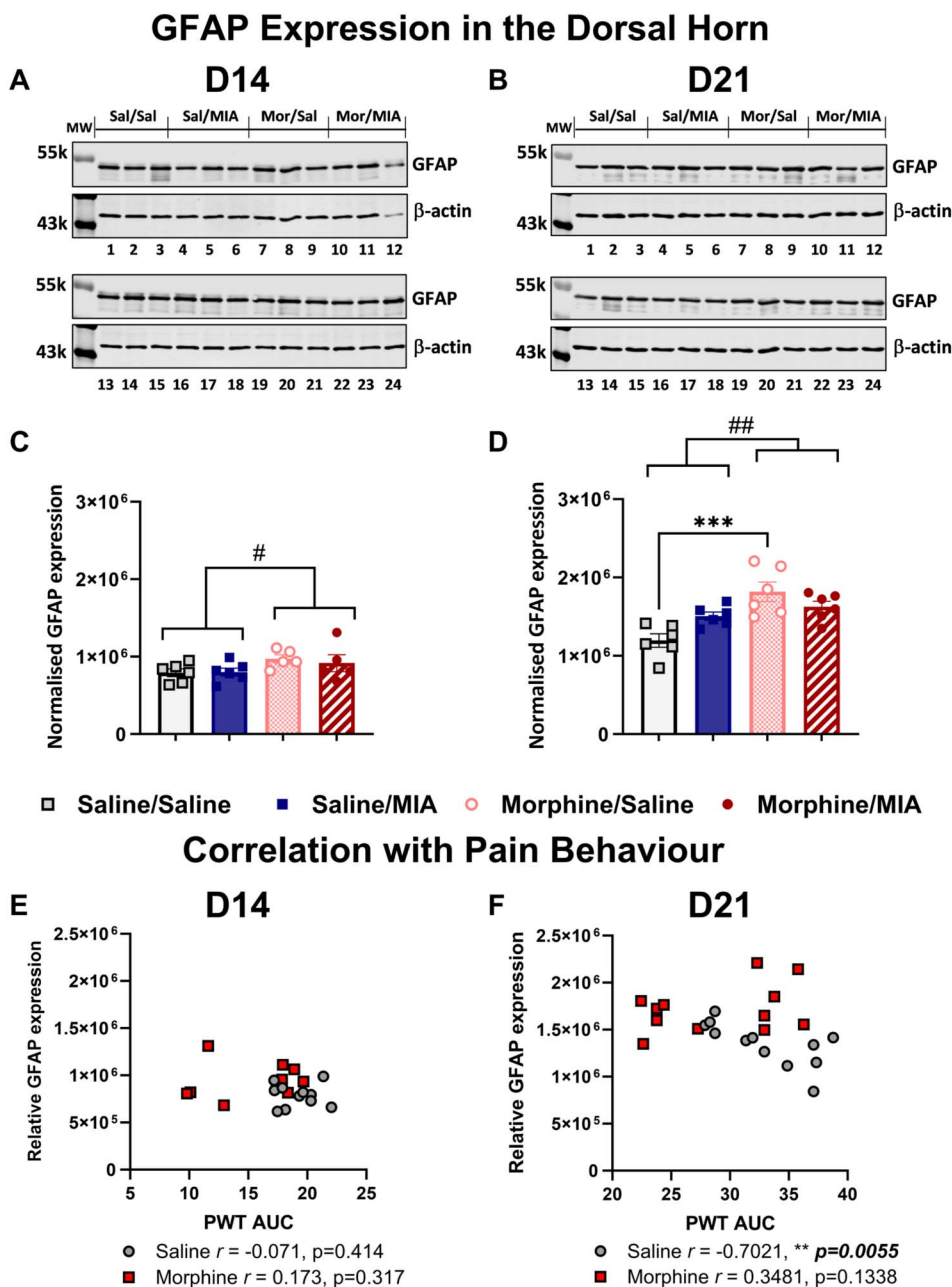 GFAP Expression in the Dorsal Horn
A D14 B D21
MW Sal/Sal Sal/MIA Mor/Sal Mor/MIA MW Sal/Sal Sal/MIA Mor/Sal Mor/MIA
55k GFAP 55k GFAP
43k β-actin 43k β-actin
1 2 3 4 5 6 7 8 9 10 11 12 1 2 3 4 5 6 7 8 9 10 11 12
55k GFAP 55k GFAP
43k β-actin 43k β-actin
13 14 15 16 17 18 19 20 21 22 23 24 13 14 15 16 17 18 19 20 21 22 23 24
C
Normalised GFAP expression
3×10⁶
2×10⁶
1×10⁶
0
#
D
Normalised GFAP expression
3×10⁶
2×10⁶
1×10⁶
0
##
***
Saline/Saline Saline/MIA Morphine/Saline Morphine/MIA
Correlation with Pain Behaviour
E D14
Relative GFAP expression
2.5×10⁶
2×10⁶
1.5×10⁶
1×10⁶
5×10⁵
0
5 10 15 20 25
PWT AUC
Saline r = -0.071, p=0.414
Morphine r = 0.173, p=0.317
F D21
Relative GFAP expression
2.5×10⁶
2×10⁶
1.5×10⁶
1×10⁶
5×10⁵
0
20 25 30 35 40
PWT AUC
Saline r = -0.7021, ** p=0.0055
Morphine r = 0.3481, p=0.1338